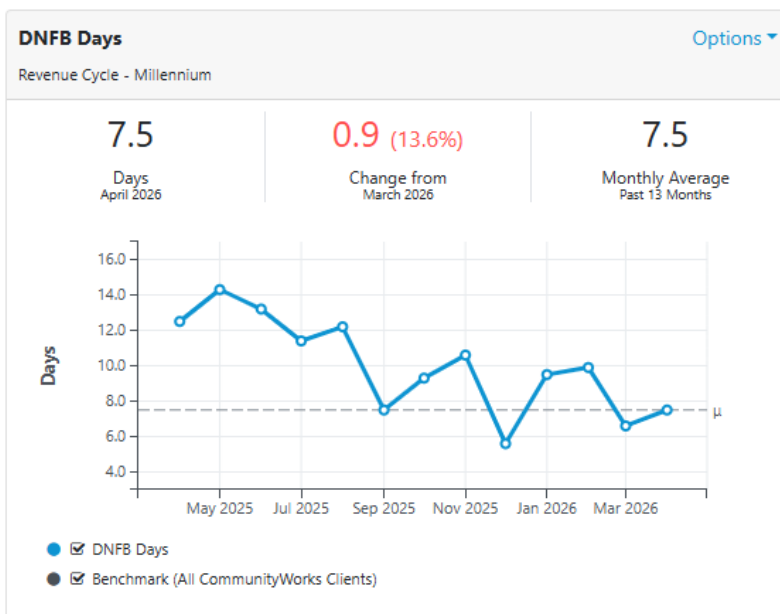 DNFB Days
Options
Revenue Cycle - Millennium
7.5
Days
April 2026
0.9 (13.6%)
Change from
March 2026
7.5
Monthly Average
Past 13 Months
Days
16.0
14.0
12.0
10.0
8.0
6.0
4.0
μ
May 2025 Jul 2025 Sep 2025 Nov 2025 Jan 2026 Mar 2026
DNFB Days
Benchmark (All CommunityWorks Clients)